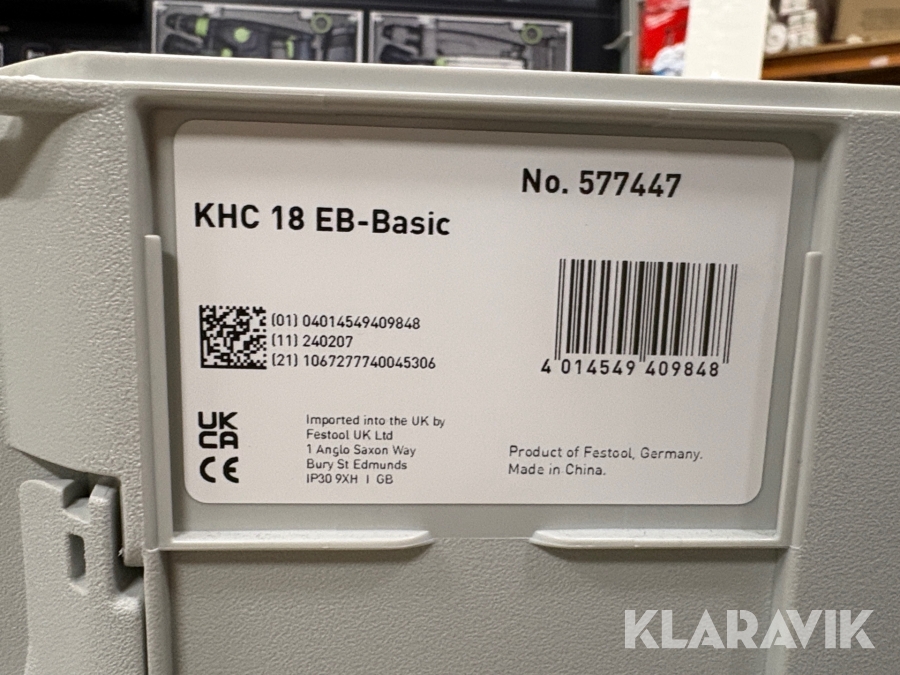 No. 577447
KHC 18 EB-Basic
(01) 04014549409848
(11) 240207
(21) 1067277740045306
4 014549 409848
UK
CA
CE
Imported into the UK by
Festool UK Ltd
1 Anglo Saxon Way
Bury St Edmunds
IP30 9XH | GB
Product of Festool, Germany.
Made in China.
KLARAVIK